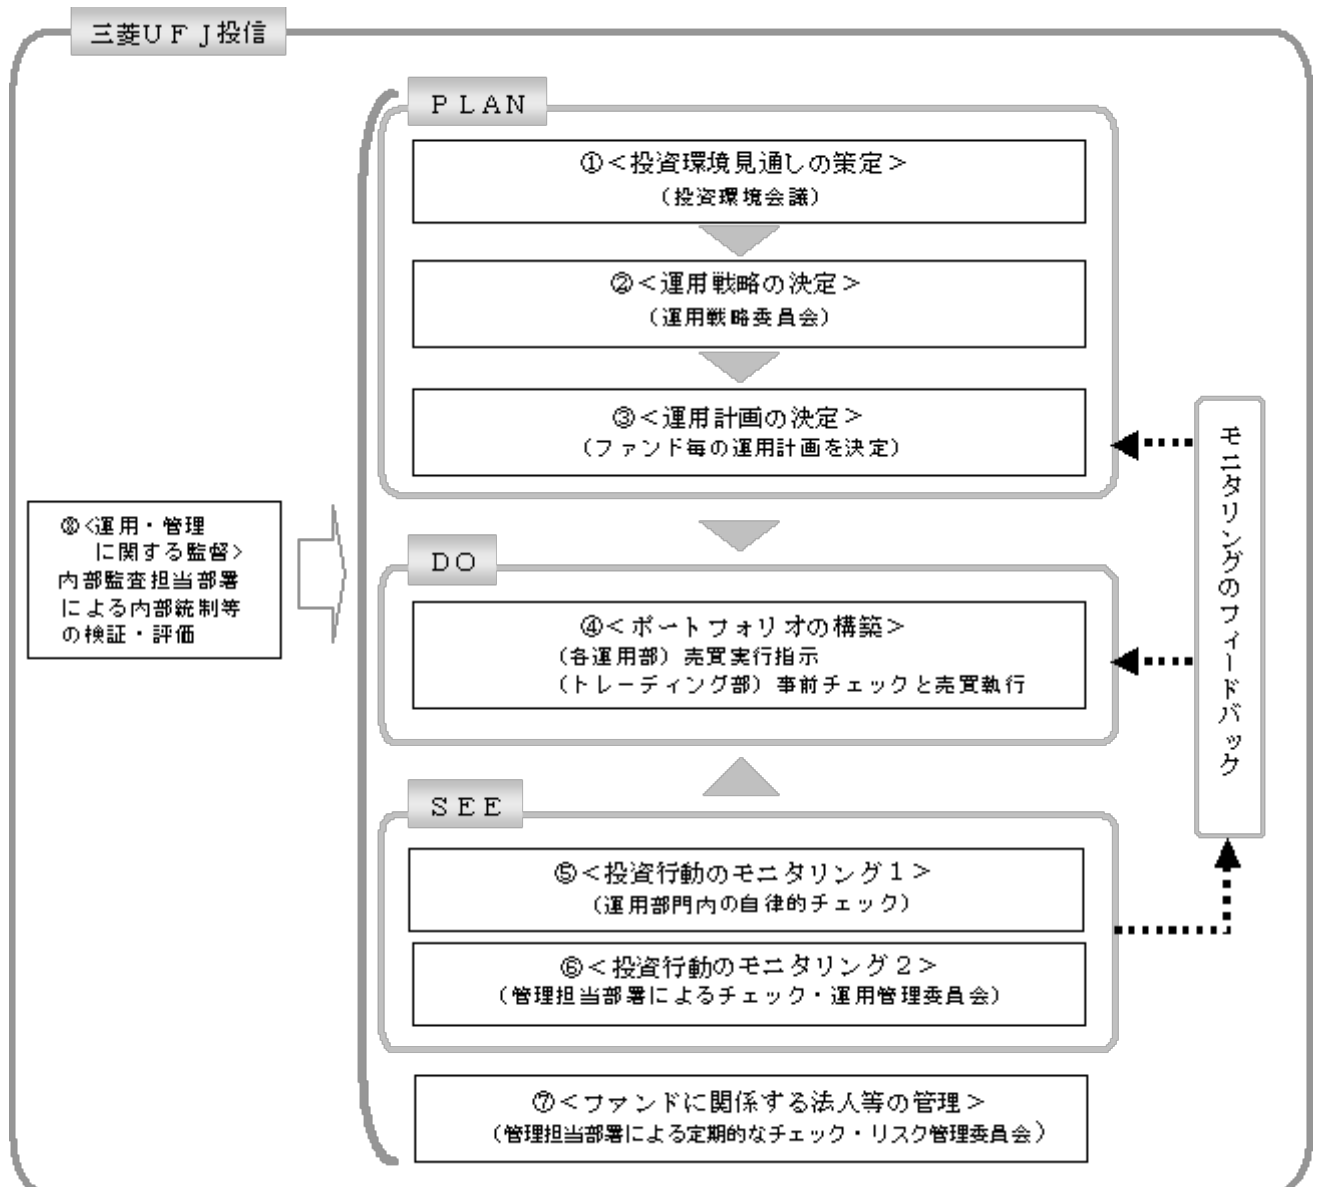 三菱ＵＦＪ投信
ＰＬＡＮ
①＜投資環境見通しの策定＞
（投資環境会議）
②＜運用戦略の決定＞
（運用戦略委員会）
③＜運用計画の決定＞
（ファンド毎の運用計画を決定）
モニタリングのフィードバック
⑧<運用・管理
に関する監督>
内部監査担当部署
による内部統制等
の検証・評価
ＤＯ
④＜ポートフォリオの構築＞
（各運用部）売買実行指示
（トレーディング部）事前チェックと売買執行
ＳＥＥ
⑤＜投資行動のモニタリング１＞
（運用部門内の自律的チェック）
⑥＜投資行動のモニタリング２＞
（管理担当部署によるチェック・運用管理委員会）
⑦＜ファンドに関係する法人等の管理＞
（管理担当部署による定期的なチェック・リスク管理委員会）